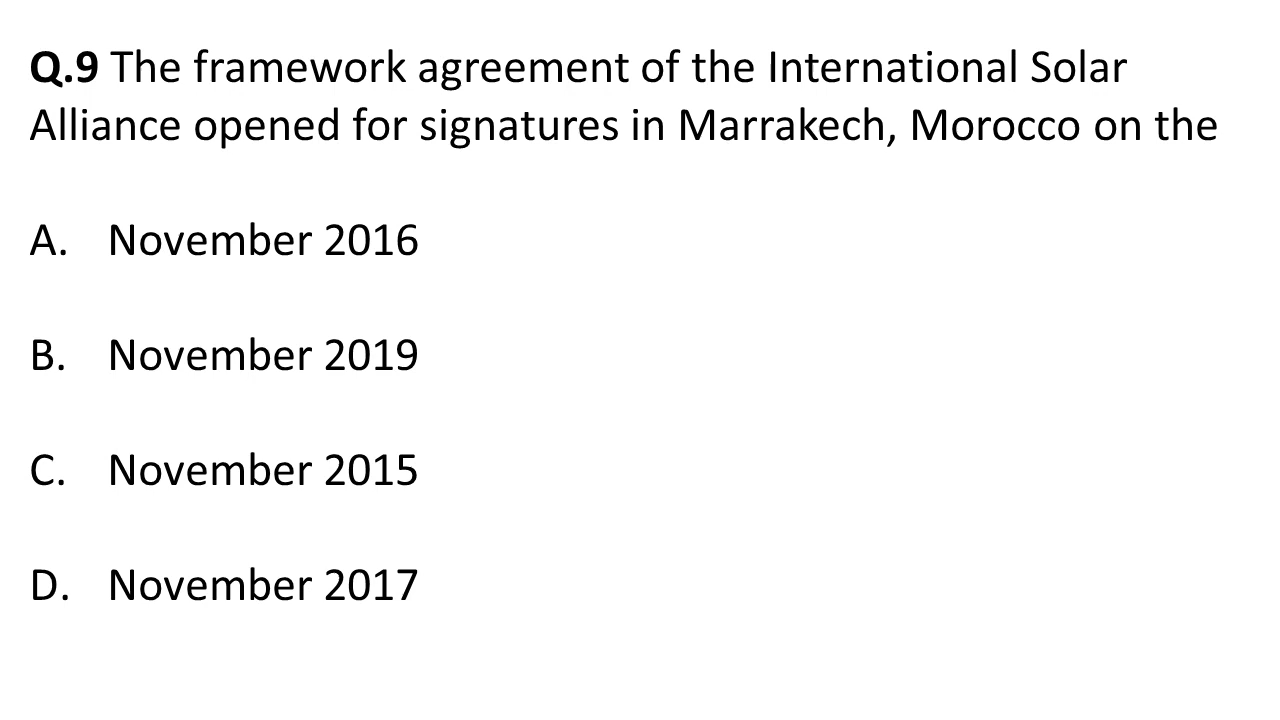 Q.9 The framework agreement of the International Solar
Alliance opened for signatures in Marrakech, Morocco on the
A. November 2016
B. November 2019
C. November 2015
D. November 2017